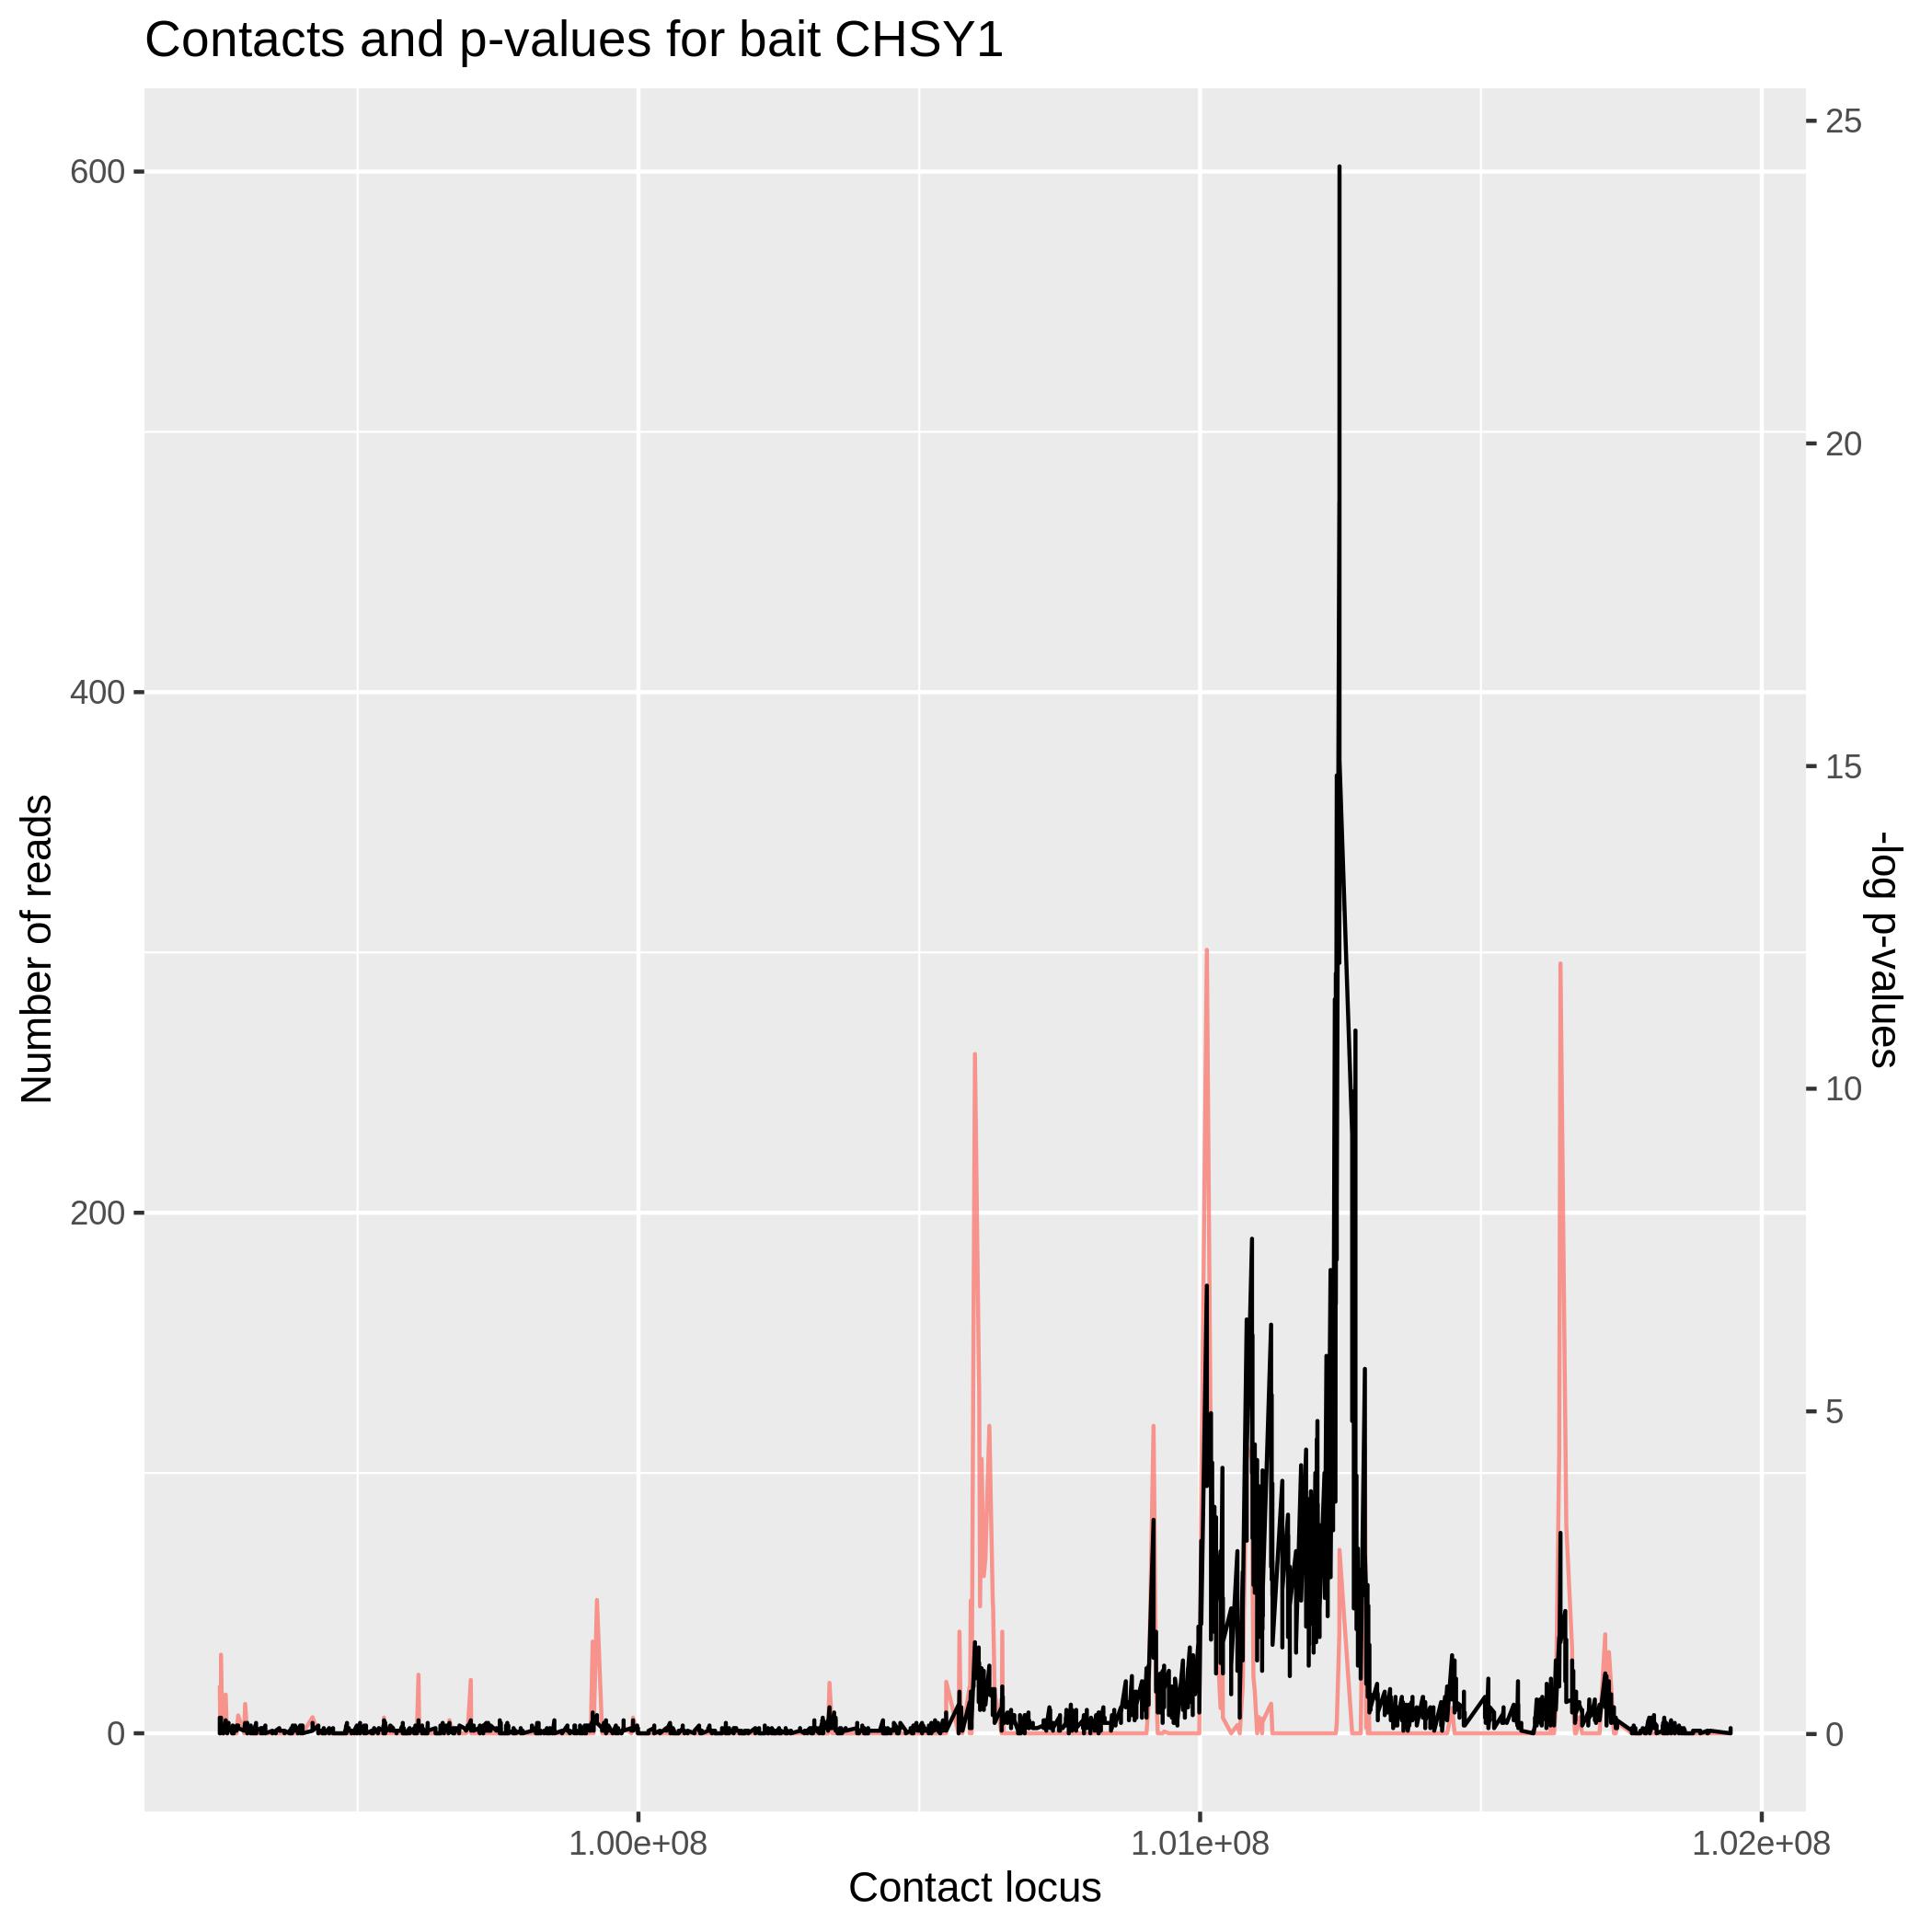 Contacts and p-values for bait CHSY1
600
400
200
0
Number of reads
25
20
15
10
5
0
-log p-values
1.00e+08
1.01e+08
1.02e+08
Contact locus